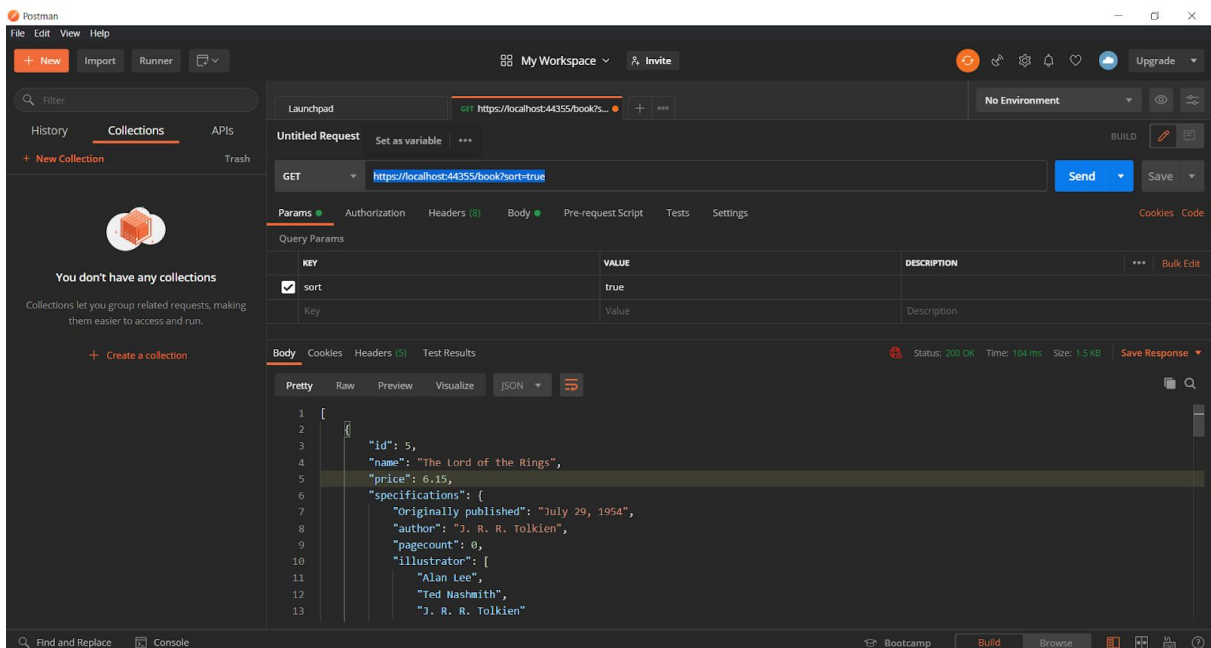 Postman
File Edit View Help
+ New Import Runner My Workspace Invite Upgrade
Filter
History Collections APIs
+ New Collection Trash
You don't have any collections
Collections let you group related requests, making
them easier to access and run.
+ Create a collection
Launchpad GET https://localhost:44355/book?s... + ... No Environment
Untitled Request Set as variable ... BUILD
GET https://localhost:44355/book?sort=true Send Save
Params Authorization Headers (8) Body Pre-request Script Tests Settings Cookies Code
Query Params
KEY VALUE DESCRIPTION ... Bulk Edit
sort true
Key Value Description
Body Cookies Headers (5) Test Results Status: 200 OK Time: 104 ms Size: 1.5 KB Save Response
Pretty Raw Preview Visualize JSON
1 [
2 {
3 "id": 5,
4 "name": "The Lord of the Rings",
5 "price": 6.15,
6 "specifications": {
7 "Originally published": "July 29, 1954",
8 "author": "J. R. R. Tolkien",
9 "pagecount": 0,
10 "illustrator": [
11 "Alan Lee",
12 "Ted Nashmith",
13 "J. R. R. Tolkien"
Find and Replace Console Bootcamp Build Browse